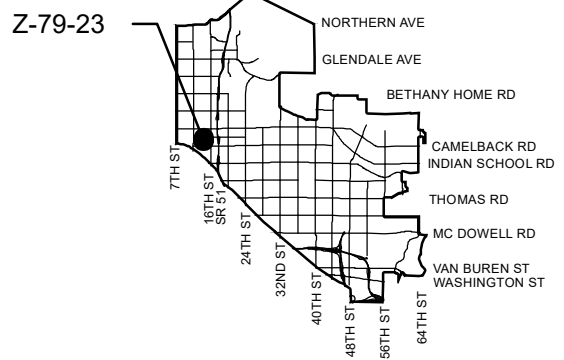 Z-79-23
NORTHERN AVE
GLENDALE AVE
BETHANY HOME RD
CAMELBACK RD
INDIAN SCHOOL RD
THOMAS RD
MC DOWELL RD
VAN BUREN ST
WASHINGTON ST
7TH ST
16TH ST
SR 51
24TH ST
32ND ST
40TH ST
48TH ST
56TH ST
64TH ST